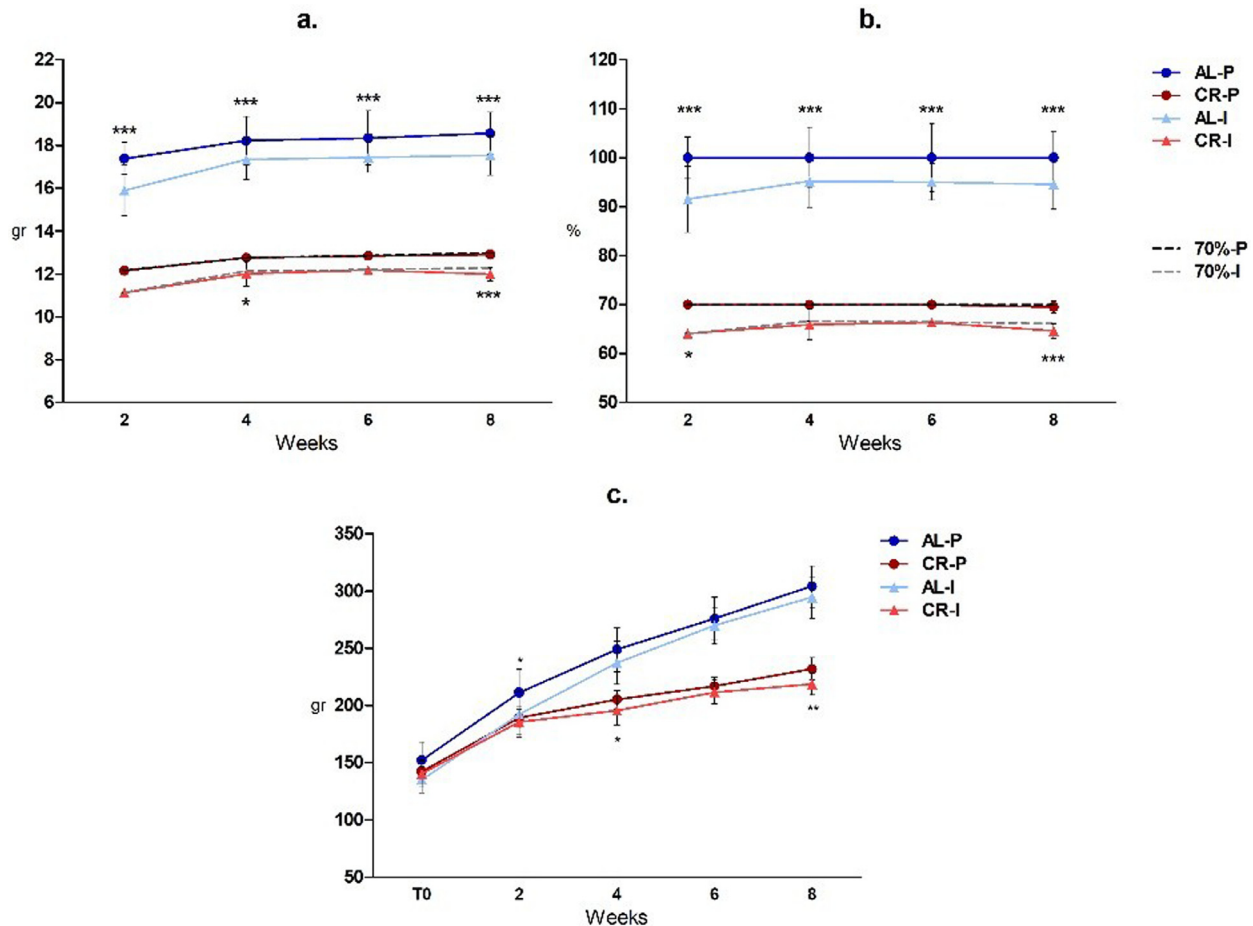 a.
22
20
18
16
14
12
10
8
6
gr
***
***
***
***
*
***
2
4
6
8
Weeks
b.
120
110
100
90
80
70
60
50
%
***
***
***
***
*
***
2
4
6
8
Weeks
AL-P
CR-P
AL-I
CR-I
70%-P
70%-I
c.
350
300
250
200
150
100
50
gr
*
*
**
T0
2
4
6
8
Weeks
AL-P
CR-P
AL-I
CR-I